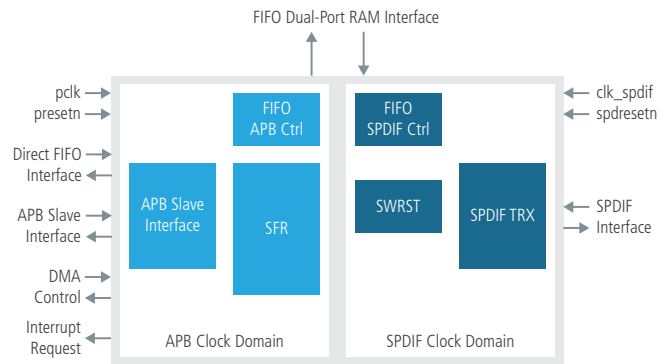 FIFO Dual-Port RAM Interface
pclk
presetn
Direct FIFO
Interface
APB Slave
Interface
DMA
Control
Interrupt
Request
FIFO
APB Ctrl
APB Slave
Interface
SFR
APB Clock Domain
FIFO
SPDIF Ctrl
SWRST
SPDIF TRX
SPDIF Clock Domain
clk_spdif
spdresetn
SPDIF
Interface